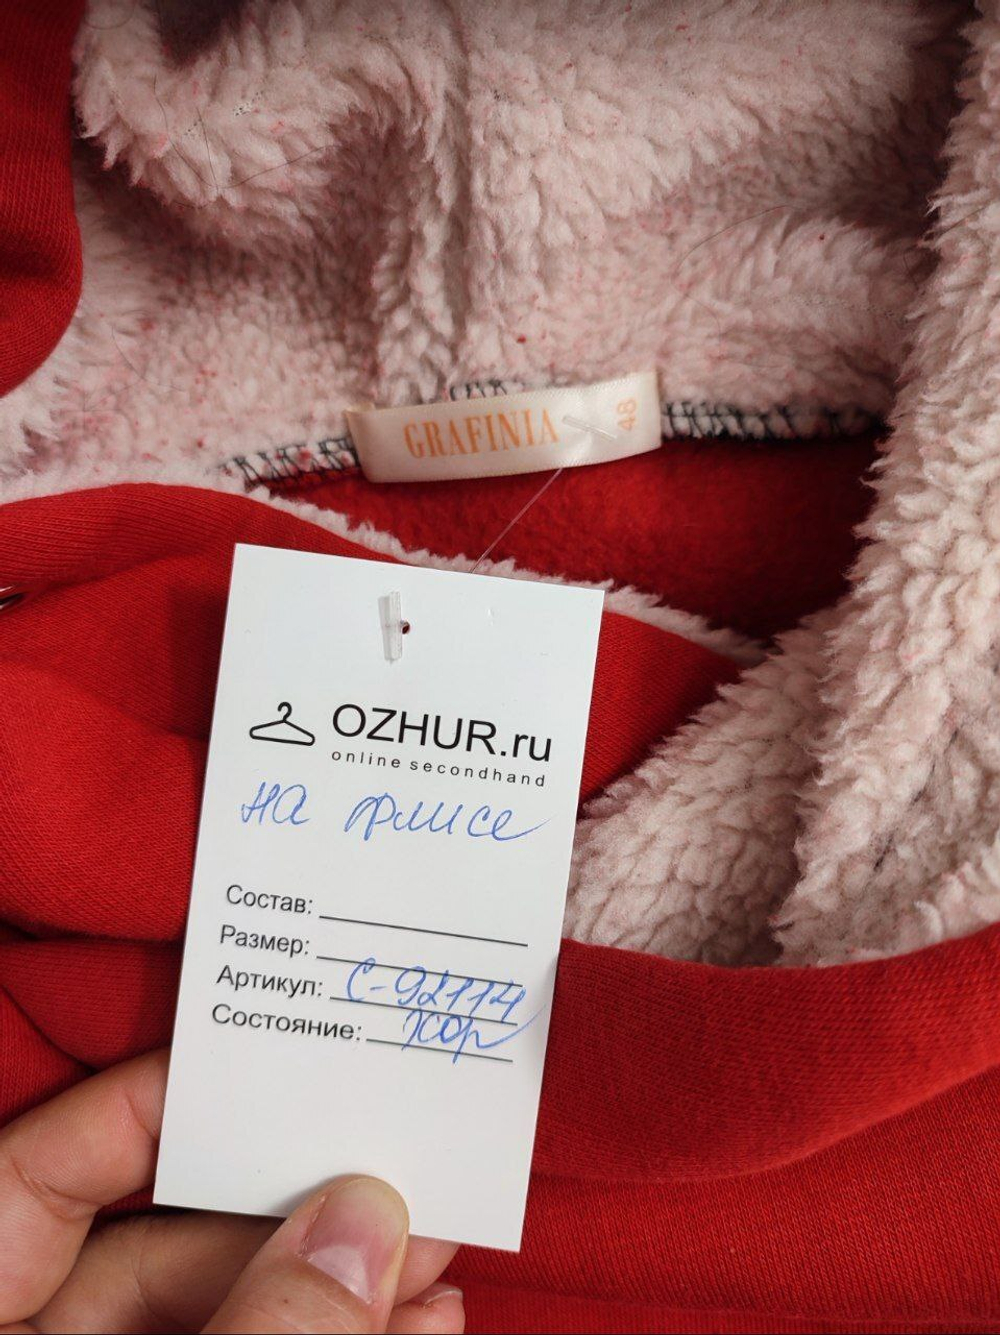 GRAFINIA 48
OZHUR.ru
online secondhand
на флисе
Состав:
Размер:
Артикул: С-92114
Состояние: хор